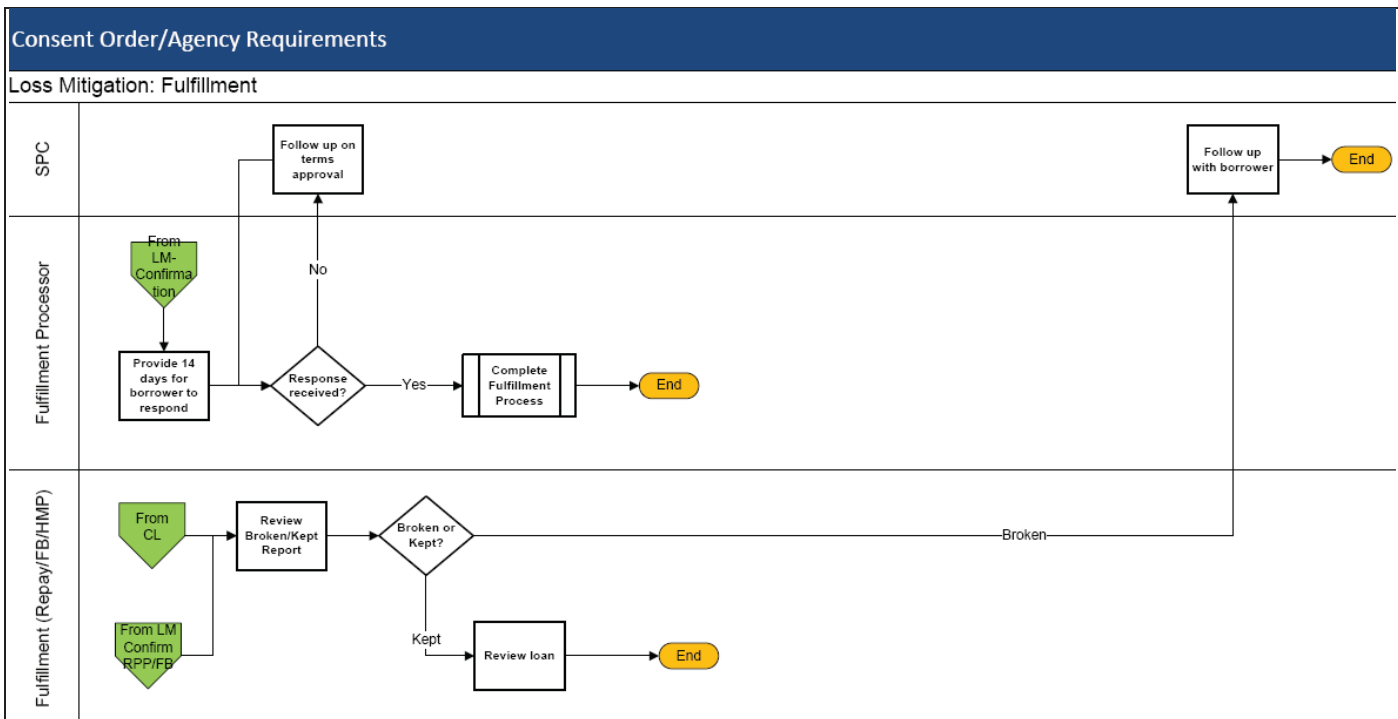 Consent Order/Agency Requirements
Loss Mitigation: Fulfillment
SPC
Follow up on
terms
approval
Follow up
with borrower
End
Fulfillment Processor
From
LM-
Confirma
tion
No
Provide 14
days for
borrower to
respond
Response
received?
Yes
Complete
Fulfillment
Process
End
Fulfillment (Repay/FB/HMP)
From
CL
Review
Broken/Kept
Report
Broken or
Kept?
Broken
From LM
Confirm
RPP/FB
Kept
Review loan
End